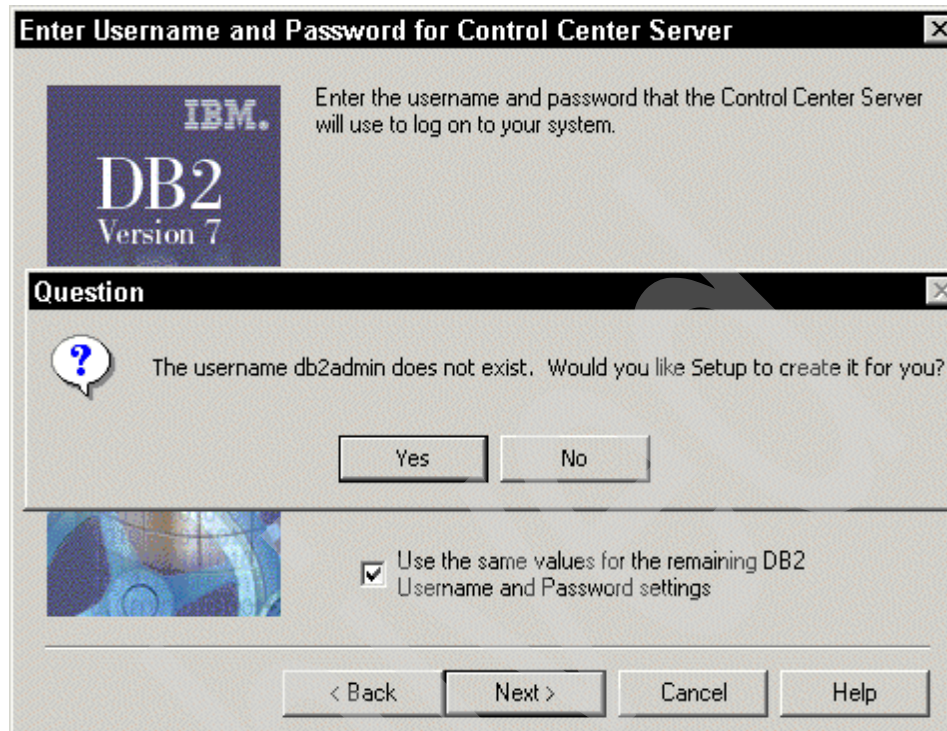 Enter Username and Password for Control Center Server
IBM.
DB2
Version 7
Enter the username and password that the Control Center Server
will use to log on to your system.
Question
?
The username db2admin does not exist.  Would you like Setup to create it for you?
Yes
No
Use the same values for the remaining DB2
Username and Password settings
< Back
Next >
Cancel
Help